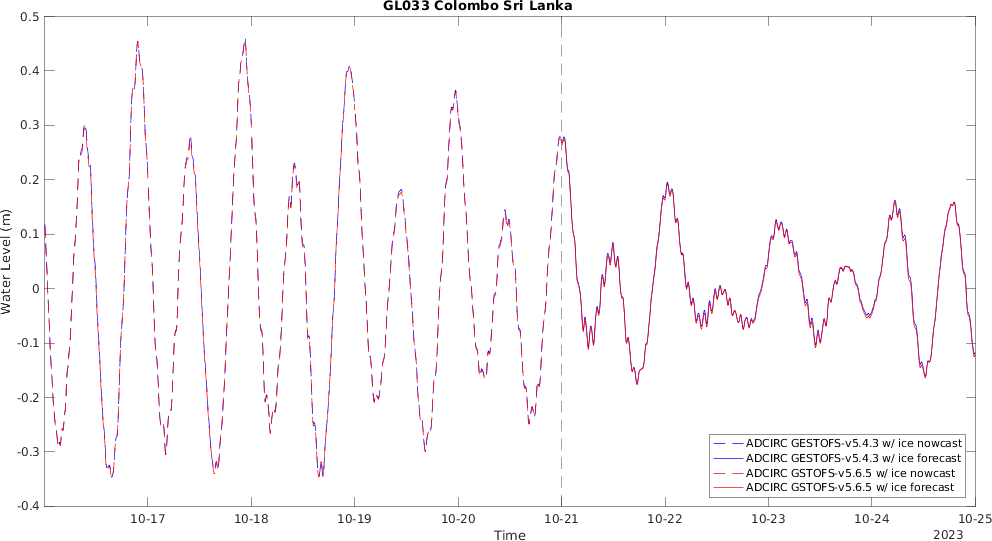 GL033 Colombo Sri Lanka
0.5
0.4
0.3
0.2
0.1
0
-0.1
-0.2
-0.3
-0.4
Water Level (m)
ADCIRC GESTOFS-v5.4.3 w/ ice nowcast
ADCIRC GESTOFS-v5.4.3 w/ ice forecast
ADCIRC GSTOFS-v5.6.5 w/ ice nowcast
ADCIRC GSTOFS-v5.6.5 w/ ice forecast
10-17 10-18 10-19 10-20 10-21 10-22 10-23 10-24 10-25
Time
2023